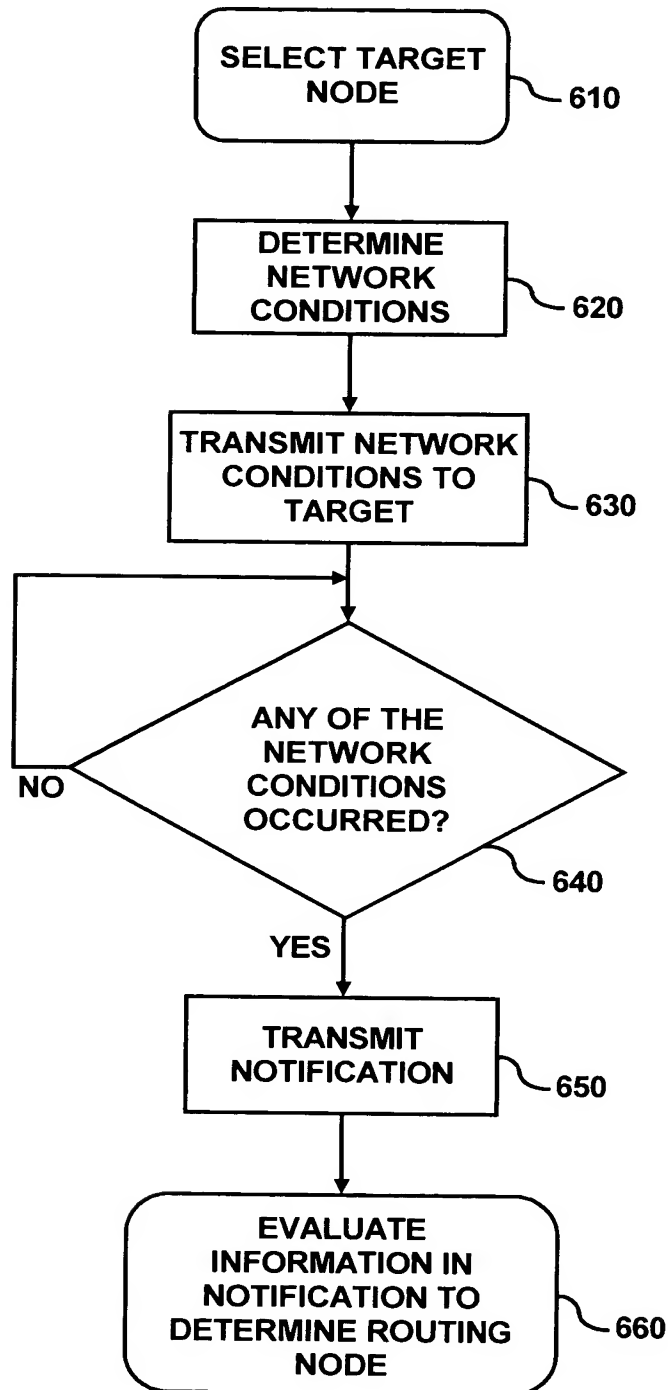 SELECT TARGET
NODE
610
DETERMINE
NETWORK
CONDITIONS
620
TRANSMIT NETWORK
CONDITIONS TO
TARGET
630
ANY OF THE
NETWORK
CONDITIONS
OCCURRED?
NO
640
YES
TRANSMIT
NOTIFICATION
650
EVALUATE
INFORMATION IN
NOTIFICATION TO
DETERMINE ROUTING
NODE
660